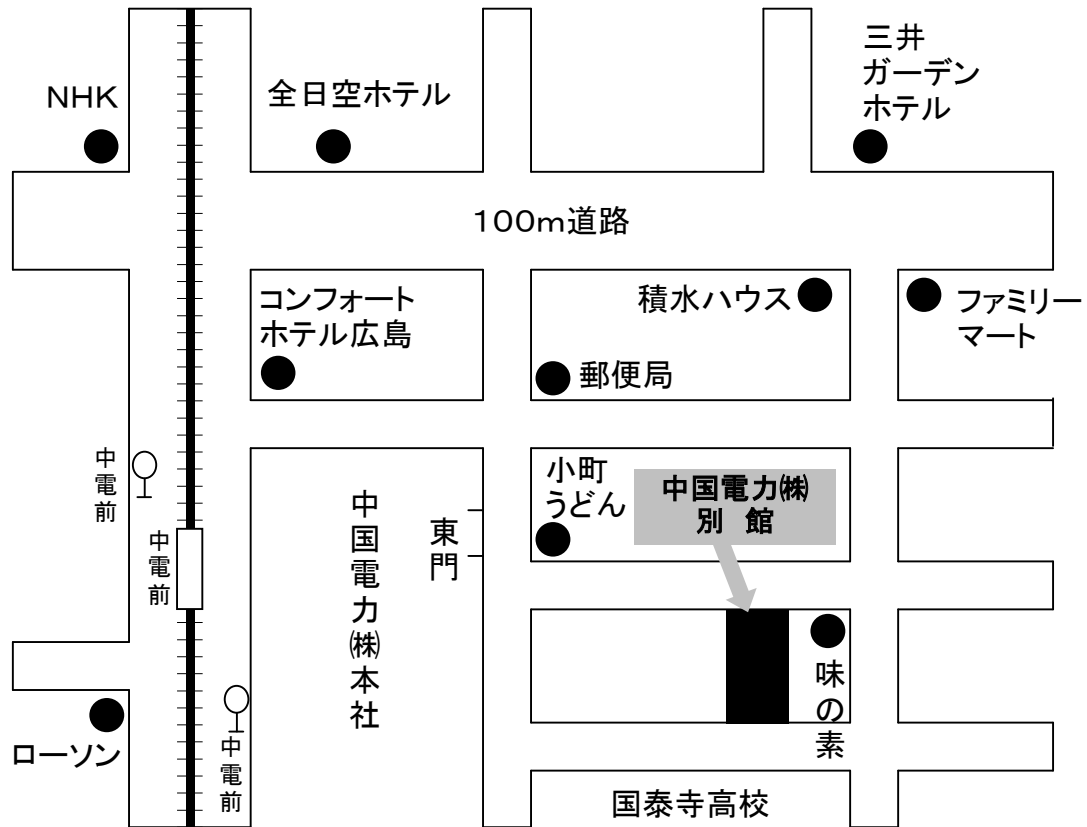 三井
ガーデン
ホテル
NHK
全日空ホテル
100m道路
コンフォート
ホテル広島
積水ハウス
ファミリー
マート
郵便局
中電前
小町
うどん
中国電力㈱
別 館
中国電力㈱本社
東門
中電前
味の素
ローソン
中電前
国泰寺高校